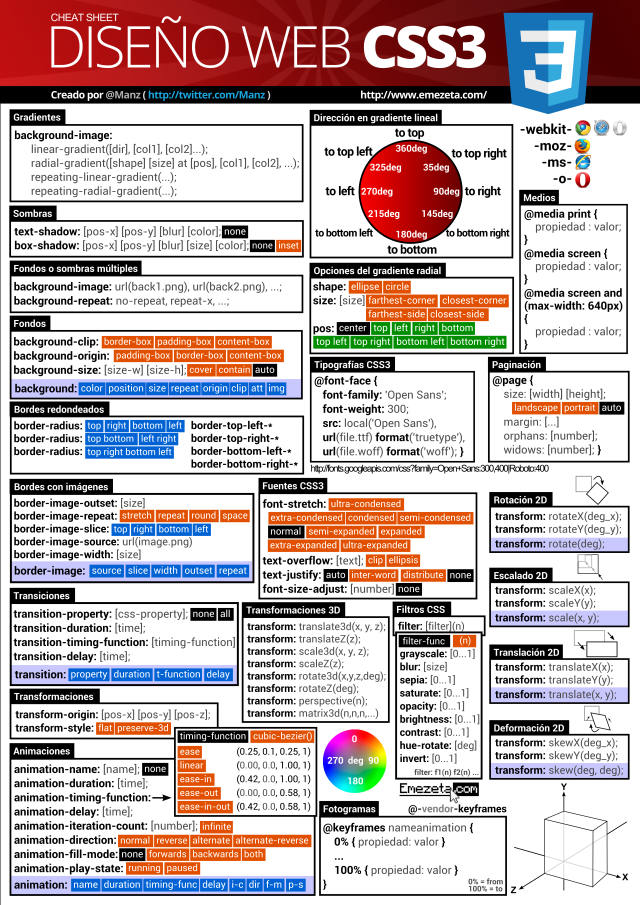 CHEAT SHEET
DISEÑO WEB CSS3
Creado por @Manz ( http://twitter.com/Manz )
http://www.emezeta.com/
Gradientes
background-image:
linear-gradient([dir], [col1], [col2]...);
radial-gradient([shape] [size] at [pos], [col1], [col2], ...);
repeating-linear-gradient(...);
repeating-radial-gradient(...);
Sombras
text-shadow: [pos-x] [pos-y] [blur] [color]; none
box-shadow: [pos-x] [pos-y] [blur] [size] [color]; none inset
Fondos o sombras múltiples
background-image: url(back1.png), url(back2.png), ...;
background-repeat: no-repeat, repeat-x, ...;
Fondos
background-clip: border-box padding-box content-box
background-origin: padding-box border-box content-box
background-size: [size-w] [size-h]; cover contain auto
background: color position size repeat origin clip att img
Bordes redondeados
border-radius: top right bottom left
border-radius: top bottom left right
border-radius: top right bottom left
border-top-left-*
border-top-right-*
border-bottom-left-*
border-bottom-right-*
Dirección en gradiente lineal
to top
to top left
to top right
to left
to right
to bottom left
to bottom right
to bottom
360deg
325deg
35deg
270deg
90deg
215deg
145deg
180deg
Opciones del gradiente radial
shape: ellipse circle
size: [size] farthest-corner closest-corner
farthest-side closest-side
pos: center top left right bottom
top left top right bottom left bottom right
-webkit-
-moz-
-ms-
-o-
Medios
@media print {
propiedad : valor;
}
@media screen {
propiedad : valor;
}
@media screen and
(max-width: 640px)
{
propiedad : valor;
}
Tipografías CSS3
@font-face {
font-family: 'Open Sans';
font-weight: 300;
src: local('Open Sans'),
url(file.ttf) format('truetype'),
url(file.woff) format('woff'); }
http://fonts.googleapis.com/css?family=Open+Sans:300,400|Roboto:400
Paginación
@page {
size: [width] [height];
landscape portrait auto
margin: [...]
orphans: [number];
widows: [number]; }
Bordes con imágenes
border-image-outset: [size]
border-image-repeat: stretch repeat round space
border-image-slice: top right bottom left
border-image-source: url(image.png)
border-image-width: [size]
border-image: source slice width outset repeat
Fuentes CSS3
font-stretch: ultra-condensed
extra-condensed condensed semi-condensed
normal semi-expanded expanded
extra-expanded ultra-expanded
text-overflow: [text]; clip ellipsis
text-justify: auto inter-word distribute none
font-size-adjust: [number] none
Rotación 2D
transform: rotateX(deg_x);
transform: rotateY(deg_y);
transform: rotate(deg);
Escalado 2D
transform: scaleX(x);
transform: scaleY(y);
transform: scale(x, y);
Translación 2D
transform: translateX(x);
transform: translateY(y);
transform: translate(x, y);
Deformación 2D
transform: skewX(deg_x);
transform: skewY(deg_y);
transform: skew(deg, deg);
Transiciones
transition-property: [css-property]; none all
transition-duration: [time];
transition-timing-function: [timing-function]
transition-delay: [time];
transition: property duration t-function delay
Transformaciones
transform-origin: [pos-x] [pos-y] [pos-z];
transform-style: flat preserve-3d
Transformaciones 3D
transform: translate3d(x, y, z);
transform: translateZ(z);
transform: scale3d(x, y, z);
transform: scaleZ(z);
transform: rotate3d(x,y,z,deg);
transform: rotateZ(deg);
transform: perspective(n);
transform: matrix3d(n,n,n,...)
Filtros CSS
filter: [filter](n)
filter-func (n)
grayscale: [0...1]
blur: [size]
sepia: [0...1]
saturate: [0...1]
opacity: [0...1]
brightness: [0...1]
contrast: [0...1]
hue-rotate: [deg]
invert: [0...1]
filter: f1(n) f2(n) ...
Animaciones
animation-name: [name]; none
animation-duration: [time];
animation-timing-function:
animation-delay: [time];
animation-iteration-count: [number]; infinite
animation-direction: normal reverse alternate alternate-reverse
animation-fill-mode: none forwards backwards both
animation-play-state: running paused
animation: name duration timing-func delay i-c dir f-m p-s
timing-function cubic-bezier()
ease (0.25, 0.1, 0.25, 1)
linear (0.00, 0.0, 1.00, 1)
ease-in (0.42, 0.0, 1.00, 1)
ease-out (0.00, 0.0, 0.58, 1)
ease-in-out (0.42, 0.0, 0.58, 1)
0
270 deg 90
180
Emezeta.com
Fotogramas
@-vendor-keyframes
@keyframes nameanimation {
0% { propiedad: valor }
...
100% { propiedad: valor }
}
0% = from
100% = to
Y
X
Z